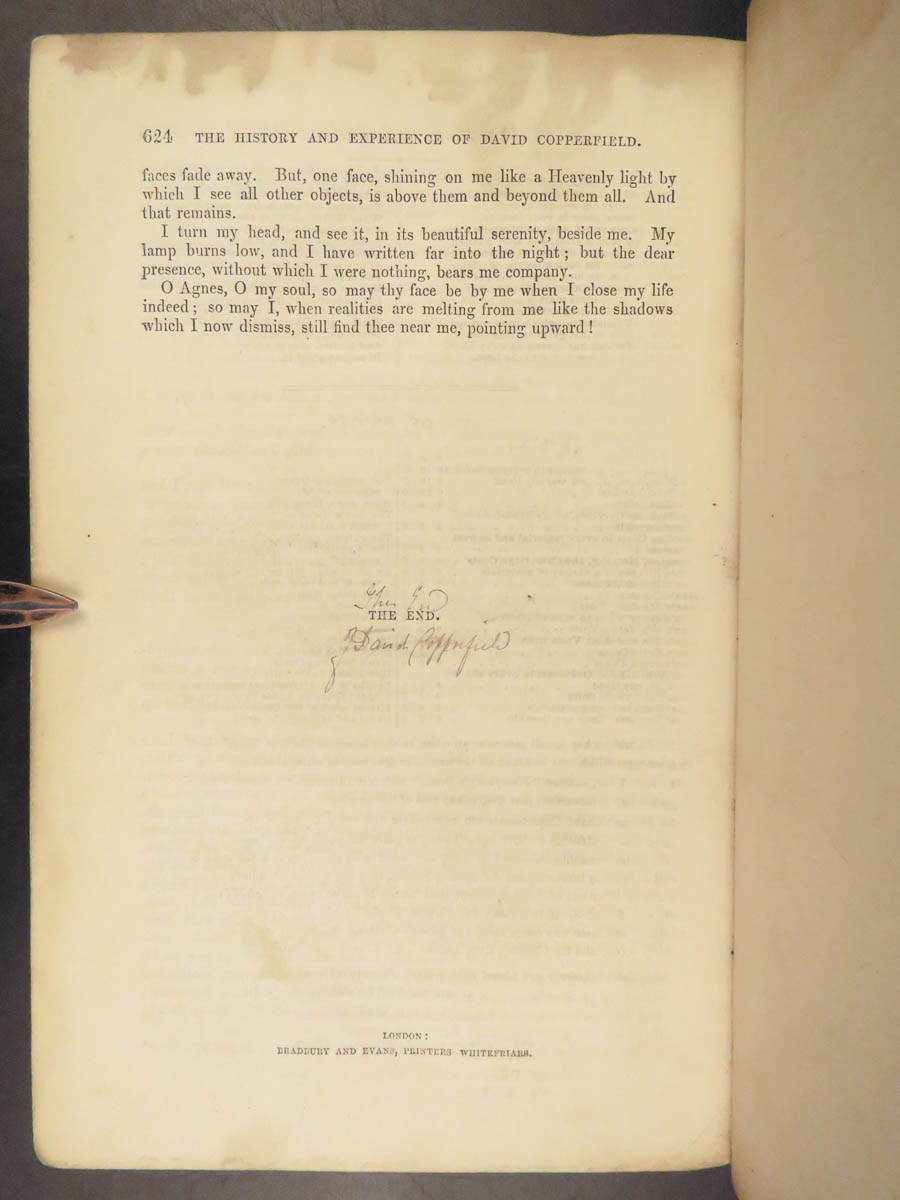 624 THE HISTORY AND EXPERIENCE OF DAVID COPPERFIELD.
faces fade away. But, one face, shining on me like a Heavenly light by
which I see all other objects, is above them and beyond them all. And
that remains.
I turn my head, and see it, in its beautiful serenity, beside me. My
lamp burns low, and I have written far into the night; but the dear
presence, without which I were nothing, bears me company.
O Agnes, O my soul, so may thy face be by me when I close my life
indeed; so may I, when realities are melting from me like the shadows
which I now dismiss, still find thee near me, pointing upward!
The End
THE END.
of David Copperfield
LONDON:
BRADBURY AND EVANS, PRINTERS WHITEFRIARS.